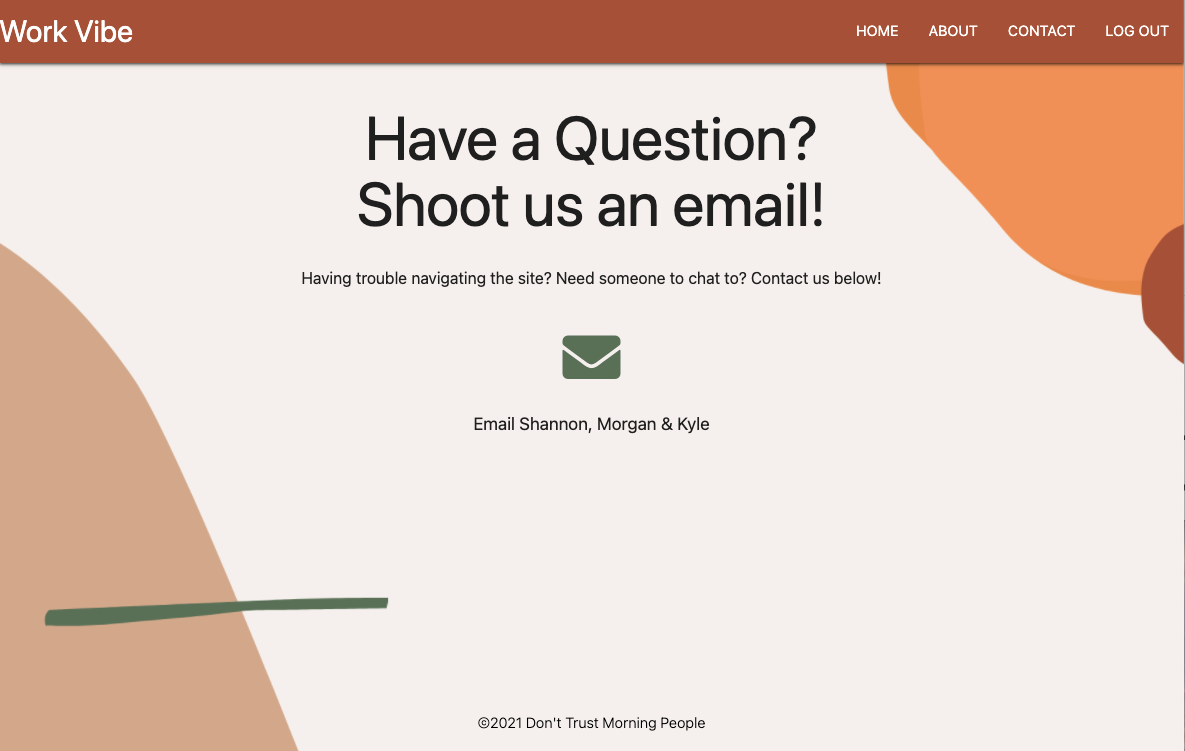 Work Vibe
HOME ABOUT CONTACT LOG OUT
Have a Question?
Shoot us an email!
Having trouble navigating the site? Need someone to chat to? Contact us below!
Email Shannon, Morgan & Kyle
©2021 Don't Trust Morning People